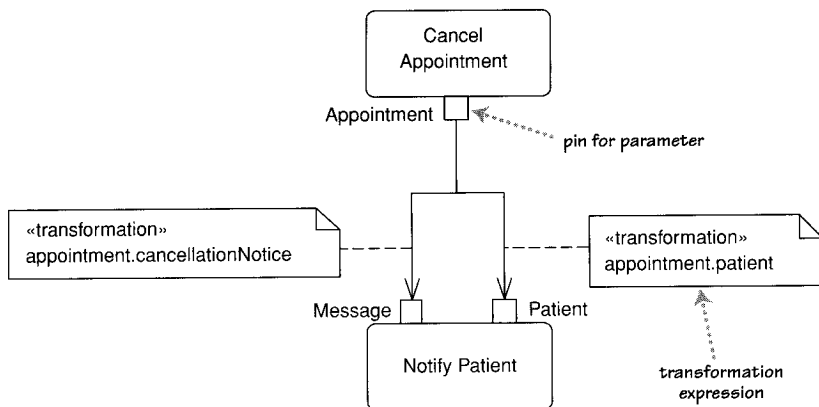 Cancel
Appointment
Appointment
pin for parameter
«transformation»
appointment.cancellationNotice
«transformation»
appointment.patient
Message
Patient
Notify Patient
transformation
expression